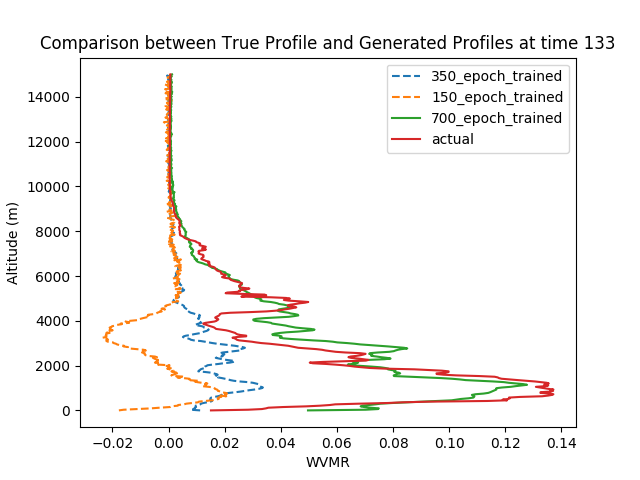 Comparison between True Profile and Generated Profiles at time 133
350_epoch_trained
150_epoch_trained
700_epoch_trained
actual
Altitude (m)
14000
12000
10000
8000
6000
4000
2000
0
−0.02 0.00 0.02 0.04 0.06 0.08 0.10 0.12 0.14
WVMR